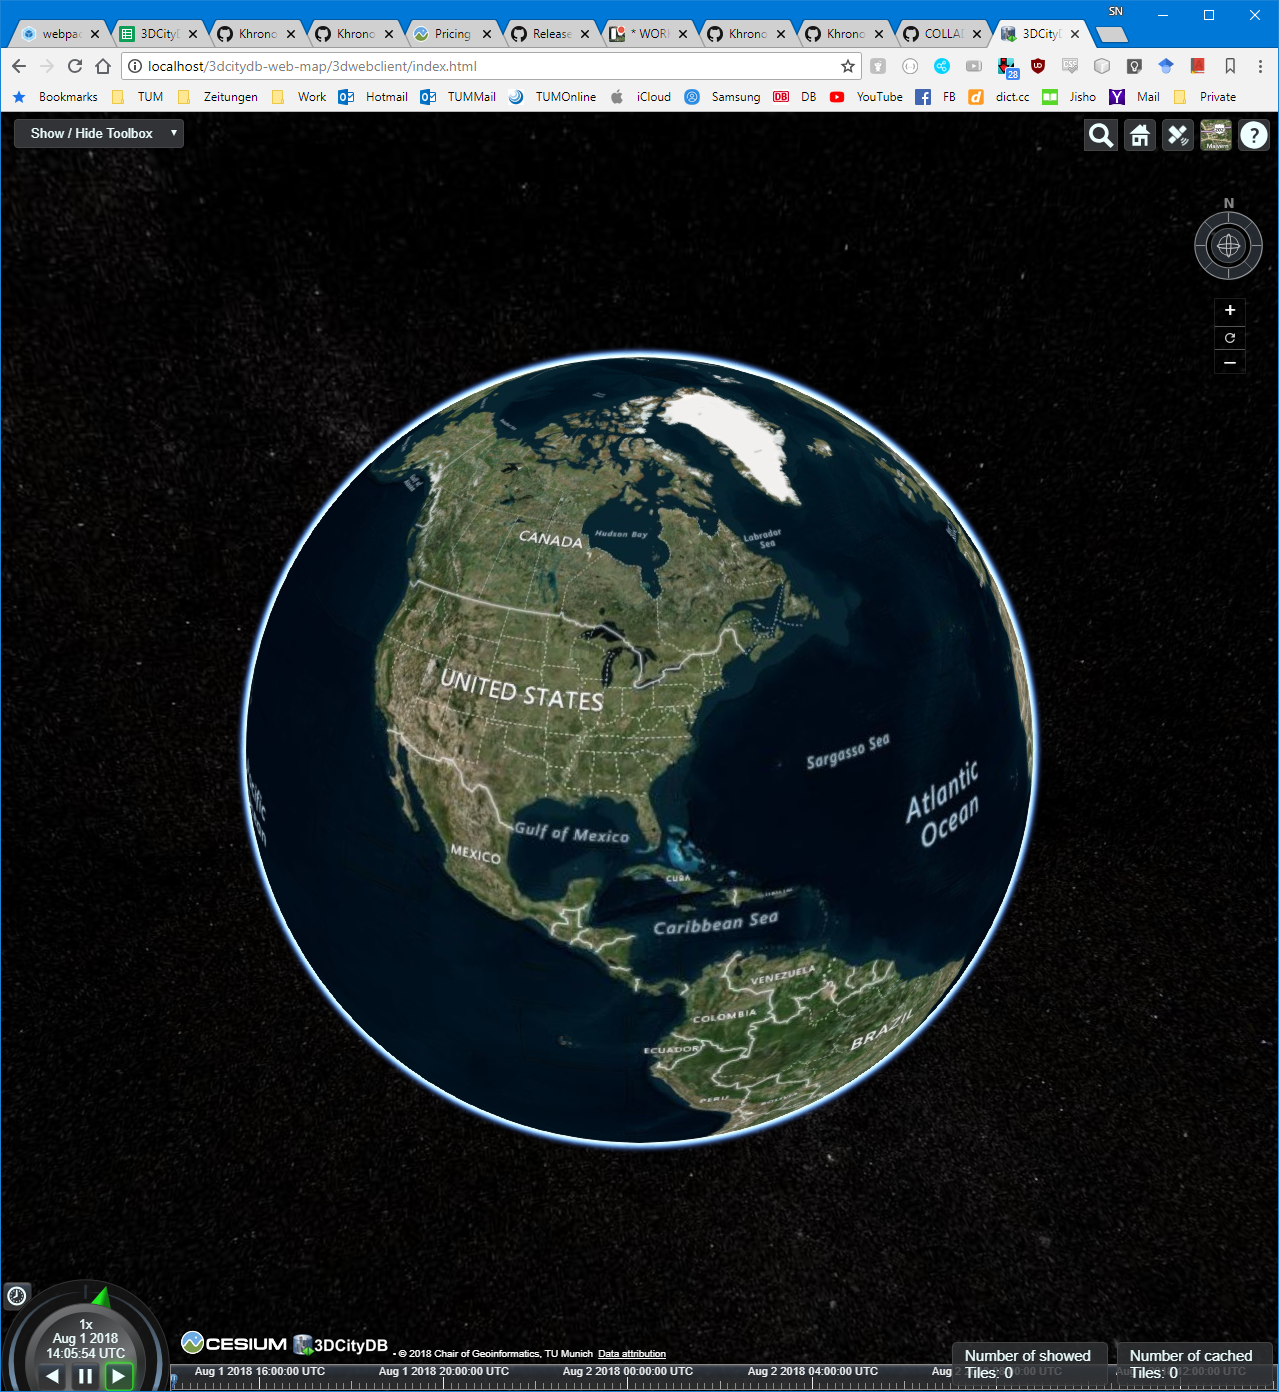 SN
webpac
3DCityD
Khrono
Khrono
Pricing
Release
* WORK
Khrono
Khrono
COLLA
3DCityD
localhost/3dcitydb-web-map/3dwebclient/index.html
28
Bookmarks TUM Zeitungen Work Hotmail TUMMail TUMOnline iCloud Samsung DB DB YouTube FB dict.cc Jisho Mail Private
Show / Hide Toolbox
?
N
+
−
CANADA
Hudson Bay
Labrador
Sea
UNITED STATES
Sargasso Sea
Atlantic
Ocean
Gulf of Mexico
MEXICO
CUBA
Caribbean Sea
VENEZUELA
COLOMBIA
BRAZIL
ECUADOR
PERU
1x
Aug 1 2018
14:05:54 UTC
CESIUM 3DCityDB - © 2018 Chair of Geoinformatics, TU Munich Data attribution
Aug 1 2018 16:00:00 UTC Aug 1 2018 20:00:00 UTC Aug 2 2018 00:00:00 UTC Aug 2 2018 04:00:00 UTC
Number of showed
Tiles: 0
Number of cached
Tiles: 0